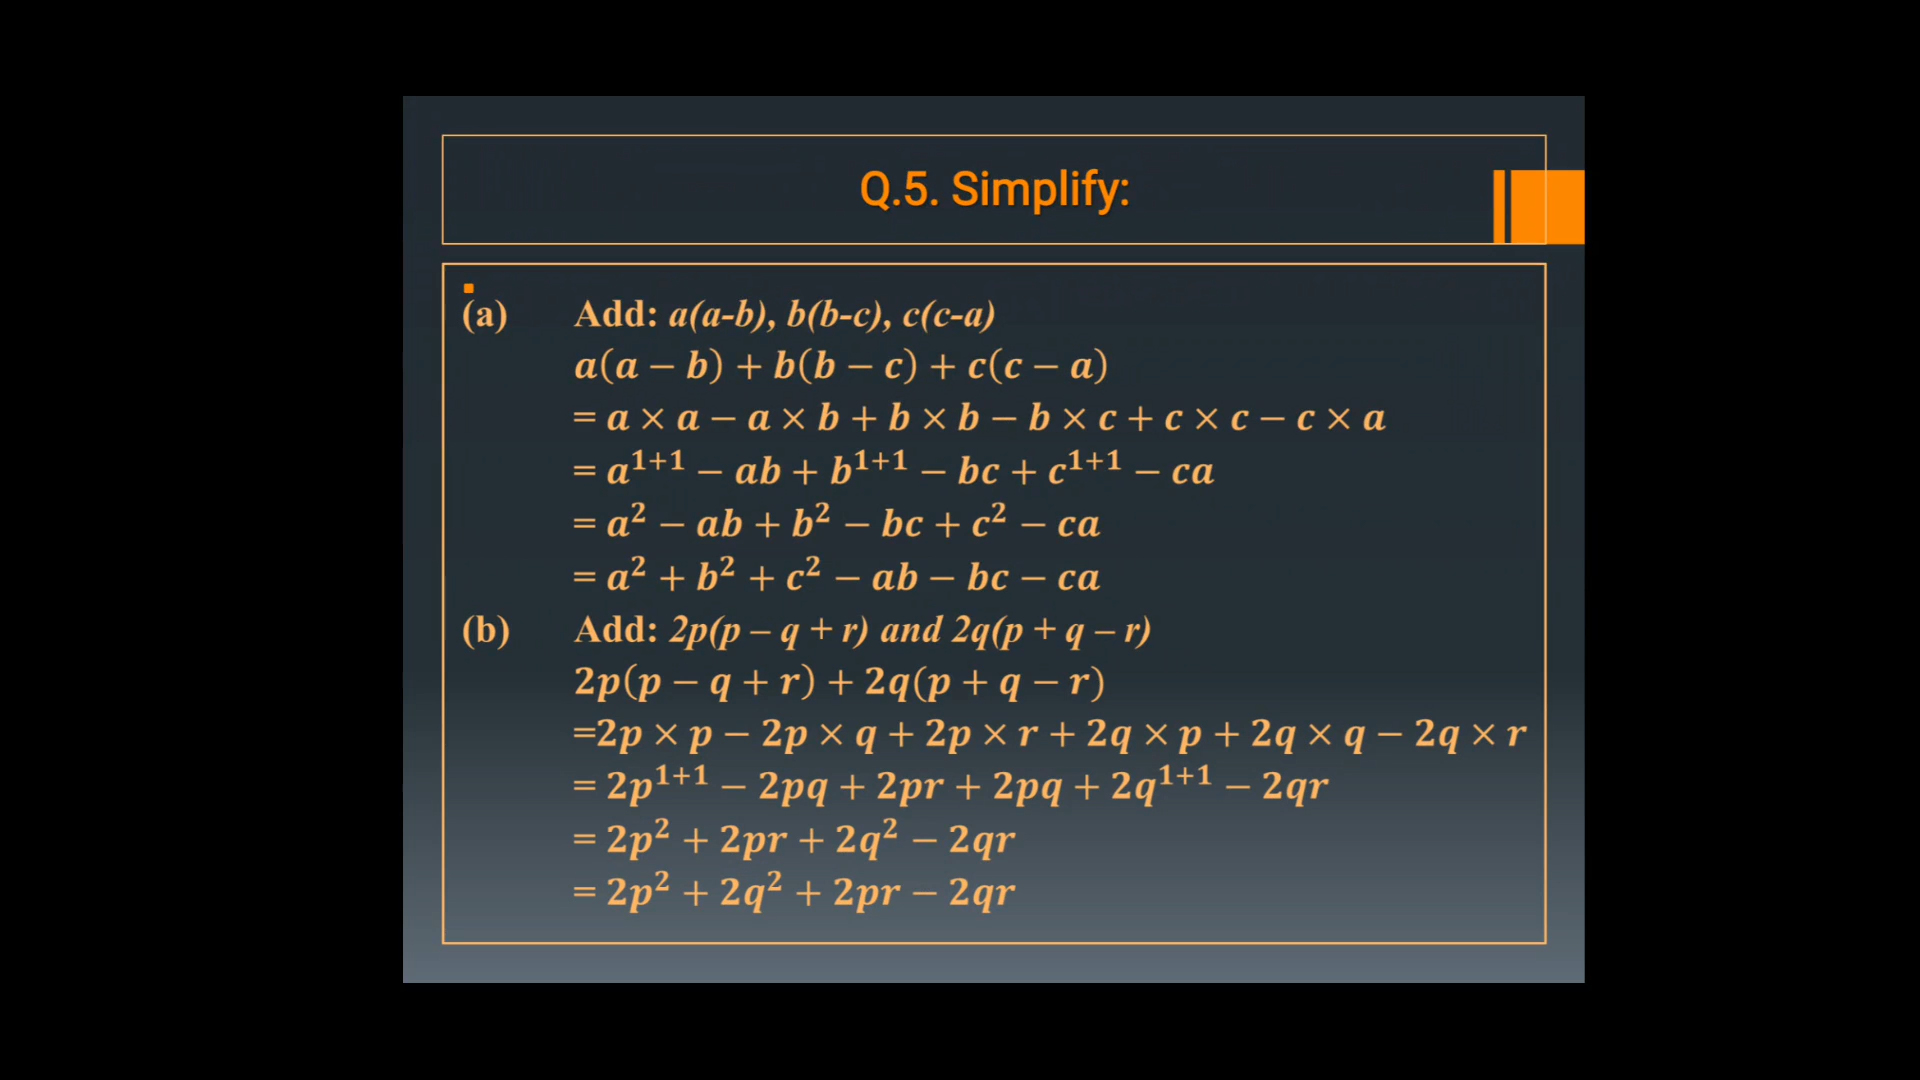 Q.5. Simplify:
(a) Add: a(a-b), b(b-c), c(c-a)
a(a − b) + b(b − c) + c(c − a)
= a × a − a × b + b × b − b × c + c × c − c × a
= a¹⁺¹ − ab + b¹⁺¹ − bc + c¹⁺¹ − ca
= a² − ab + b² − bc + c² − ca
= a² + b² + c² − ab − bc − ca
(b) Add: 2p(p – q + r) and 2q(p + q – r)
2p(p − q + r) + 2q(p + q − r)
=2p × p − 2p × q + 2p × r + 2q × p + 2q × q − 2q × r
= 2p¹⁺¹ − 2pq + 2pr + 2pq + 2q¹⁺¹ − 2qr
= 2p² + 2pr + 2q² − 2qr
= 2p² + 2q² + 2pr − 2qr